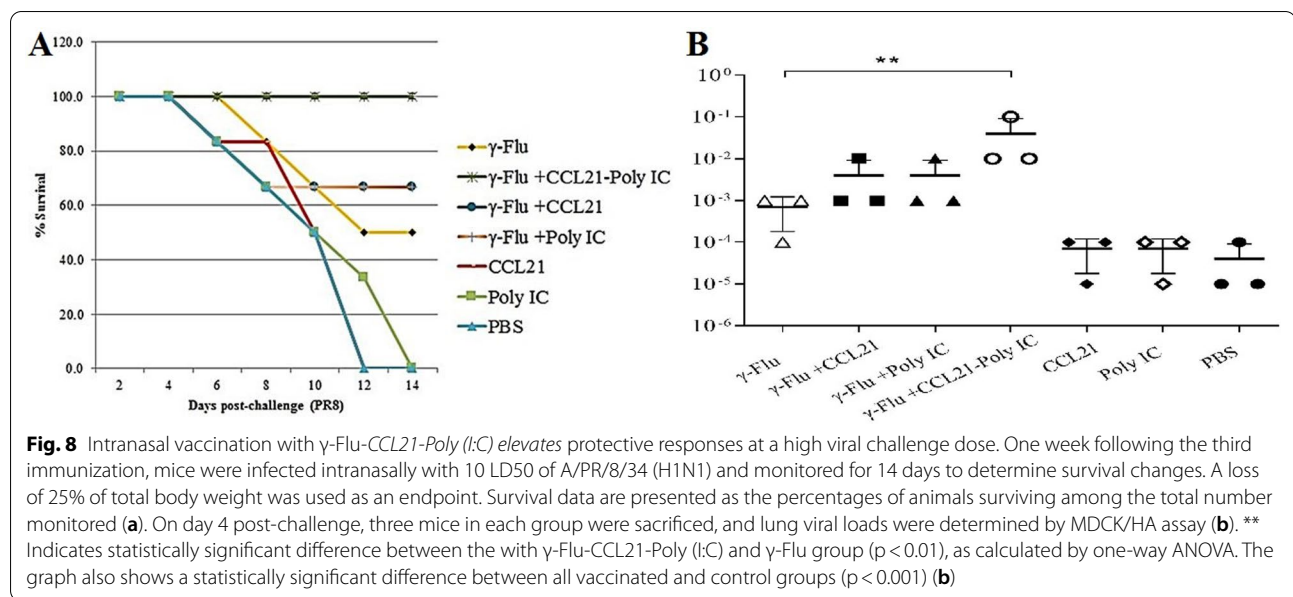 A
120.0
100.0
80.0
60.0
40.0
20.0
0.0
% Survival
2 4 6 8 10 12 14
Days post-challenge (PR8)
γ-Flu
γ-Flu +CCL21-Poly IC
γ-Flu +CCL21
γ-Flu +Poly IC
CCL21
Poly IC
PBS
B
**
10⁰
10⁻¹
10⁻²
10⁻³
10⁻⁴
10⁻⁵
10⁻⁶
γ-Flu
γ-Flu +CCL21
γ-Flu +Poly IC
γ-Flu +CCL21-Poly IC
CCL21
Poly IC
PBS
Fig. 8 Intranasal vaccination with γ-Flu-CCL21-Poly (I:C) elevates protective responses at a high viral challenge dose. One week following the third
immunization, mice were infected intranasally with 10 LD50 of A/PR/8/34 (H1N1) and monitored for 14 days to determine survival changes. A loss
of 25% of total body weight was used as an endpoint. Survival data are presented as the percentages of animals surviving among the total number
monitored (a). On day 4 post-challenge, three mice in each group were sacrificed, and lung viral loads were determined by MDCK/HA assay (b). **
Indicates statistically significant difference between the with γ-Flu-CCL21-Poly (I:C) and γ-Flu group (p < 0.01), as calculated by one-way ANOVA. The
graph also shows a statistically significant difference between all vaccinated and control groups (p < 0.001) (b)